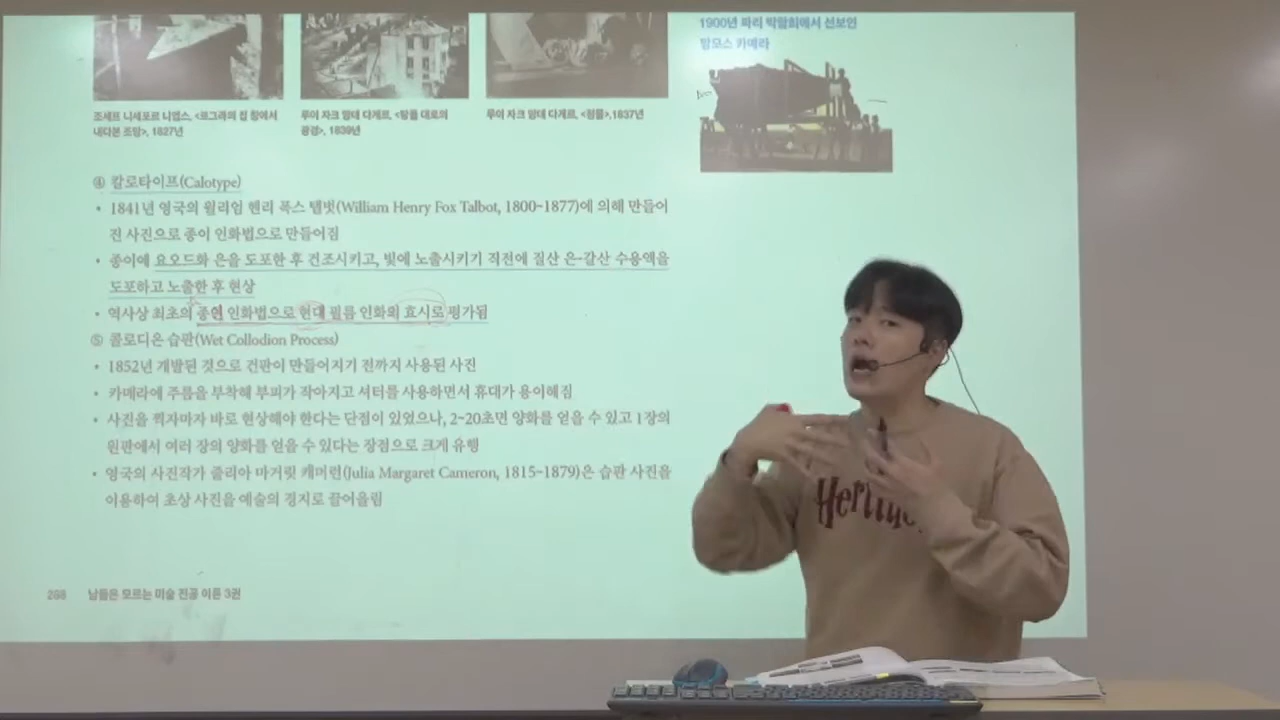 1900년 파리 박람회에서 선보인
맘모스 카메라
조세프 니세포르 니엡스, <르그라의 집 창에서
내다본 조망>, 1827년
루이 자크 망데 다게르, <탕플 대로의
광경>, 1839년
루이 자크 망데 다게르, <정물>,1837년
④ 칼로타이프(Calotype)
• 1841년 영국의 윌리엄 헨리 폭스 탤벗(William Henry Fox Talbot, 1800~1877)에 의해 만들어
진 사진으로 종이 인화법으로 만들어짐
• 종이에 요오드화 은을 도포한 후 건조시키고, 빛에 노출시키기 직전에 질산 은-갈산 수용액을
도포하고 노출한 후 현상
• 역사상 최초의 종이 인화법으로 현대 필름 인화의 효시로 평가됨
⑤ 콜로디온 습판(Wet Collodion Process)
• 1852년 개발된 것으로 건판이 만들어지기 전까지 사용된 사진
• 카메라에 주름을 부착해 부피가 작아지고 셔터를 사용하면서 휴대가 용이해짐
• 사진을 찍자마자 바로 현상해야 한다는 단점이 있었으나, 2~20초면 양화를 얻을 수 있고 1장의
원판에서 여러 장의 양화를 얻을 수 있다는 장점으로 크게 유행
• 영국의 사진작가 줄리아 마거릿 캐머런(Julia Margaret Cameron, 1815~1879)은 습판 사진을
이용하여 초상 사진을 예술의 경지로 끌어올림
288 남들은 모르는 미술 전공 이론 3권